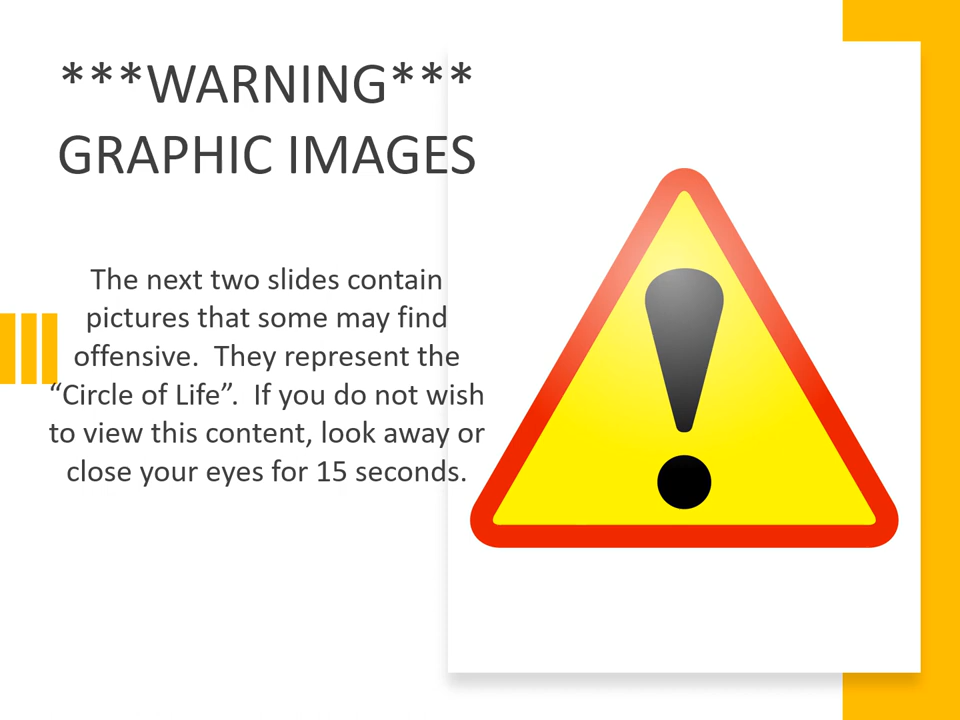 ***WARNING***
GRAPHIC IMAGES
The next two slides contain
pictures that some may find
offensive.  They represent the
“Circle of Life”.  If you do not wish
to view this content, look away or
close your eyes for 15 seconds.